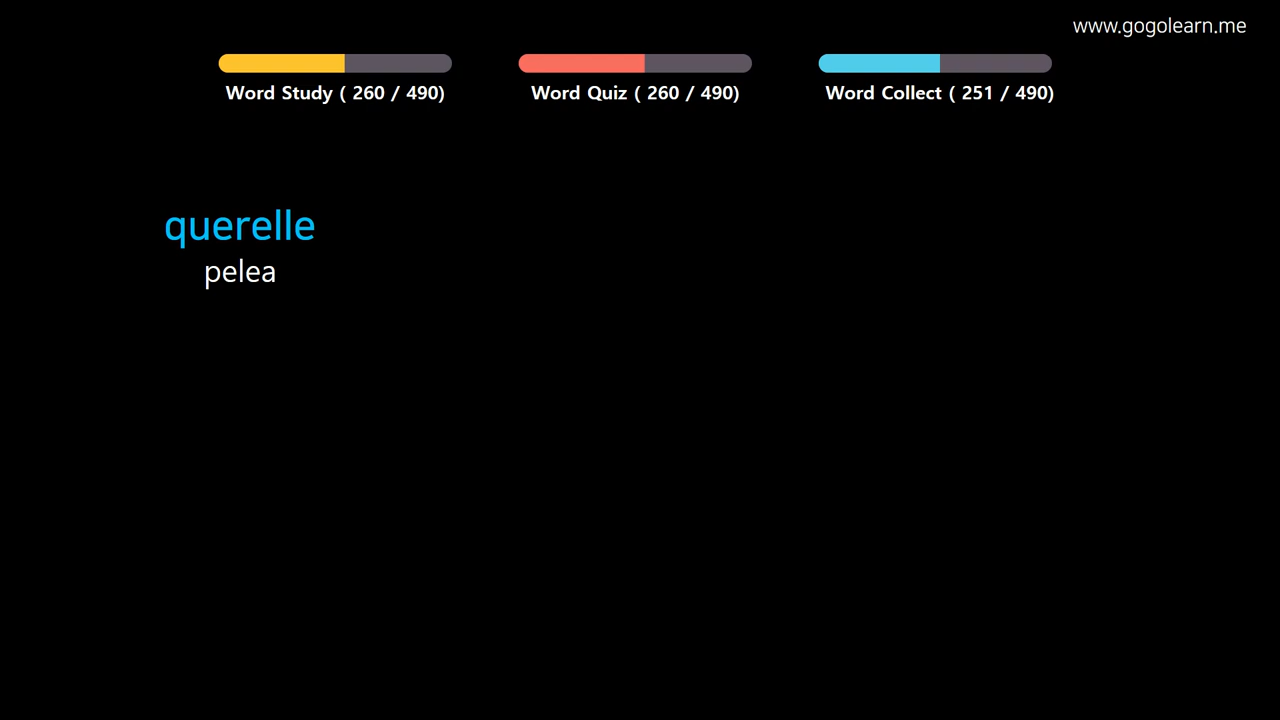 www.gogolearn.me
Word Study ( 260 / 490)
Word Quiz ( 260 / 490)
Word Collect ( 251 / 490)
querelle
pelea